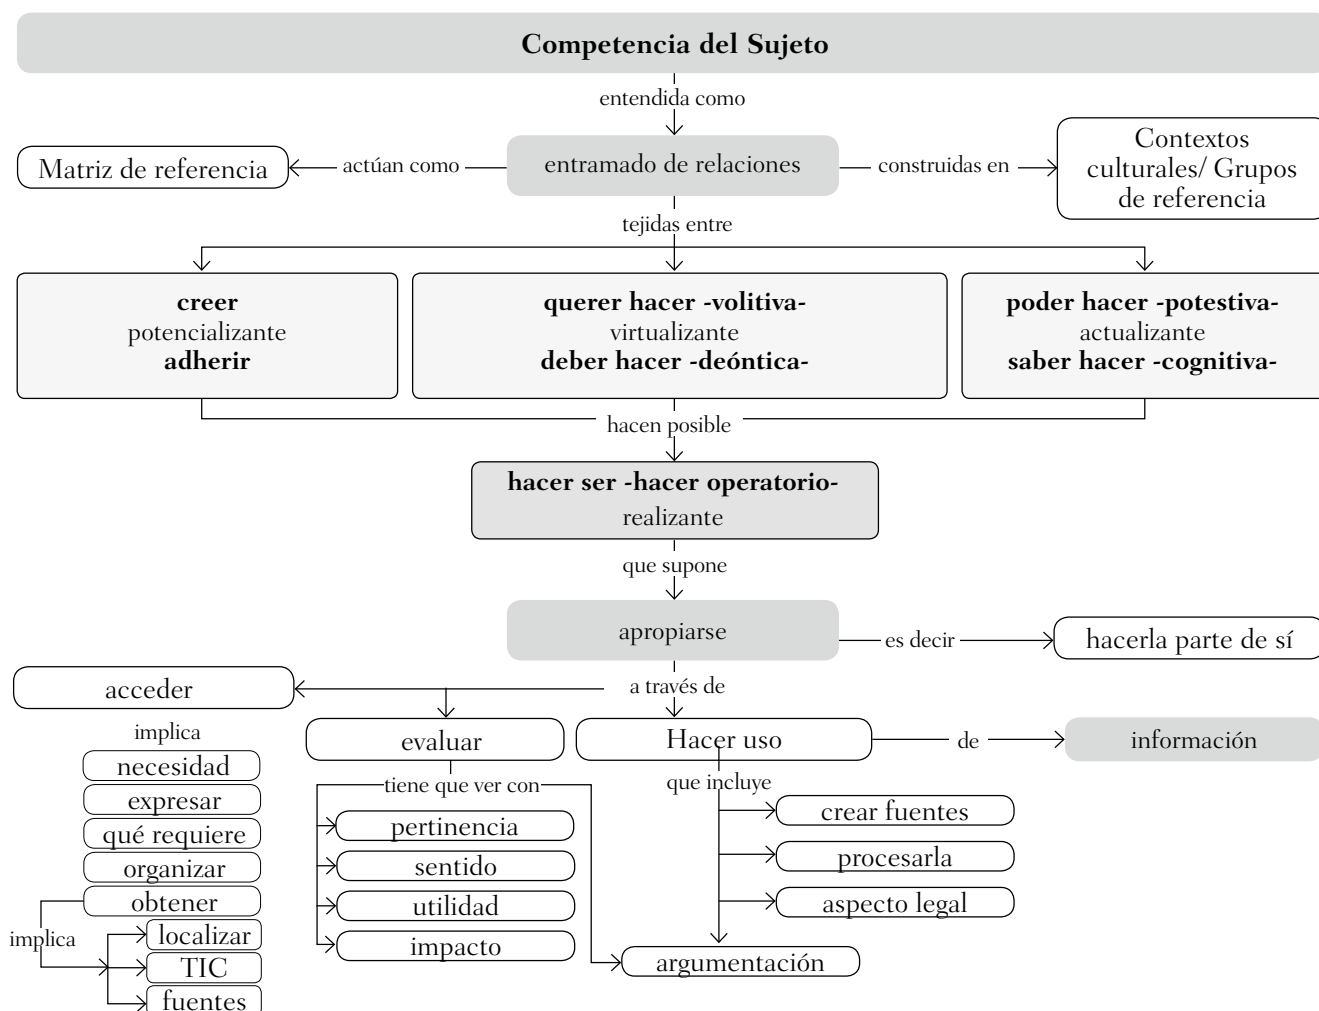 Competencia del Sujeto
entendida como
Matriz de referencia
actúan como
entramado de relaciones
construidas en
Contextos
culturales/ Grupos
de referencia
tejidas entre
creer
potencializante
adherir
querer hacer -volitiva-
virtualizante
deber hacer -deóntica-
poder hacer -potestiva-
actualizante
saber hacer -cognitiva-
hacen posible
hacer ser -hacer operatorio-
realizante
que supone
apropiarse
es decir
hacerla parte de sí
a través de
acceder
implica
necesidad
expresar
qué requiere
organizar
obtener
implica
localizar
TIC
fuentes
evaluar
tiene que ver con
pertinencia
sentido
utilidad
impacto
Hacer uso
de
información
que incluye
crear fuentes
procesarla
aspecto legal
argumentación